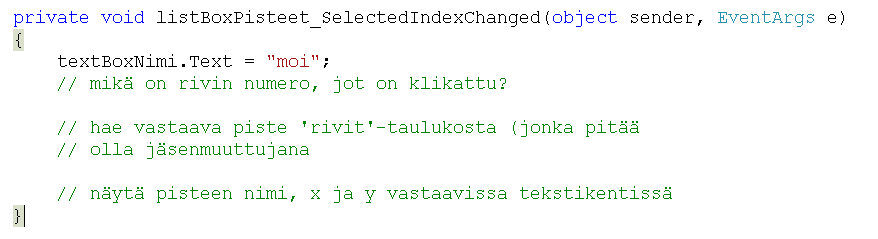 private void listBoxPisteet_SelectedIndexChanged(object sender, EventArgs e)
{
    textBoxNimi.Text = "moi";
    // mikä on rivin numero, jot on klikattu?
    // hae vastaava piste 'rivit'-taulukosta (jonka pitää
    // olla jäsenmuuttujana
    // näytä pisteen nimi, x ja y vastaavissa tekstikentissä
}